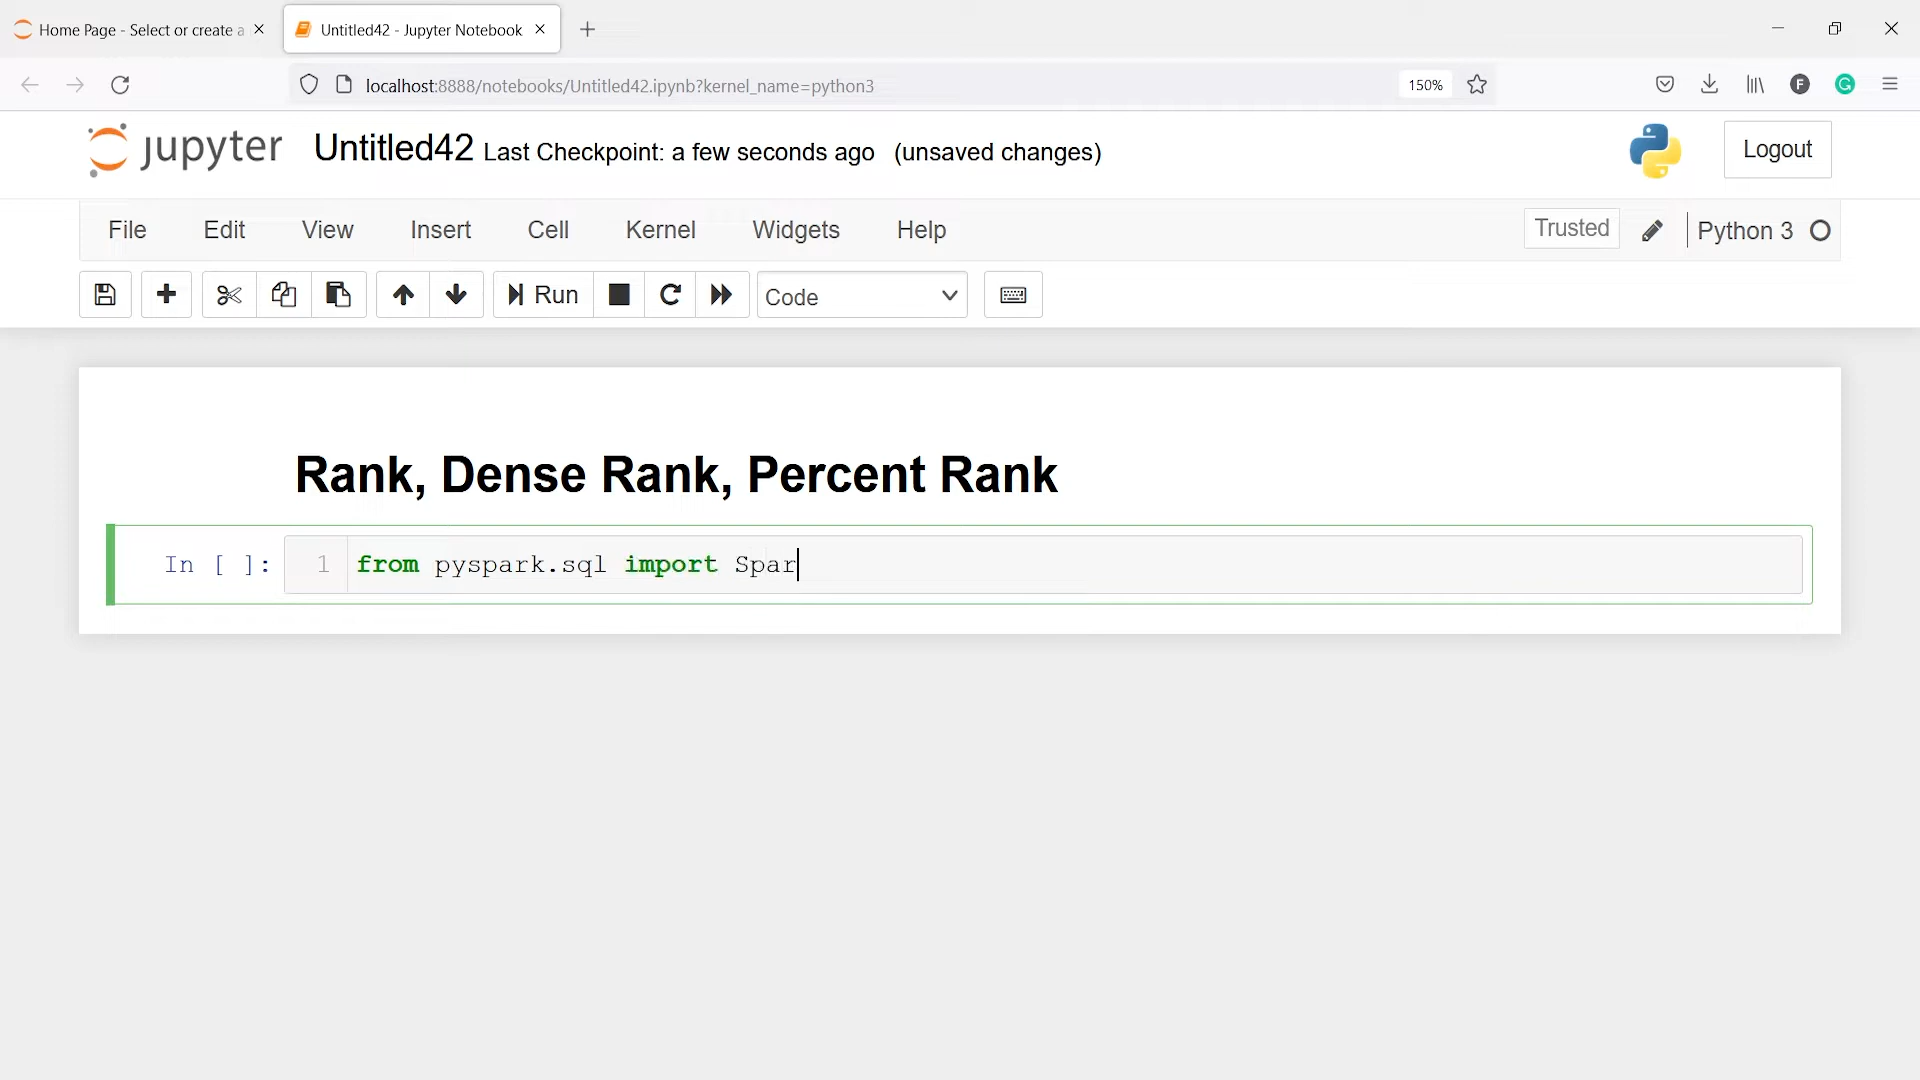 Home Page - Select or create a
Untitled42 - Jupyter Notebook
localhost:8888/notebooks/Untitled42.ipynb?kernel_name=python3
150%
F
G
jupyter Untitled42 Last Checkpoint: a few seconds ago (unsaved changes)
Logout
File Edit View Insert Cell Kernel Widgets Help
Trusted
Python 3
Run
Code
Rank, Dense Rank, Percent Rank
In [ ]: 1 from pyspark.sql import Spar